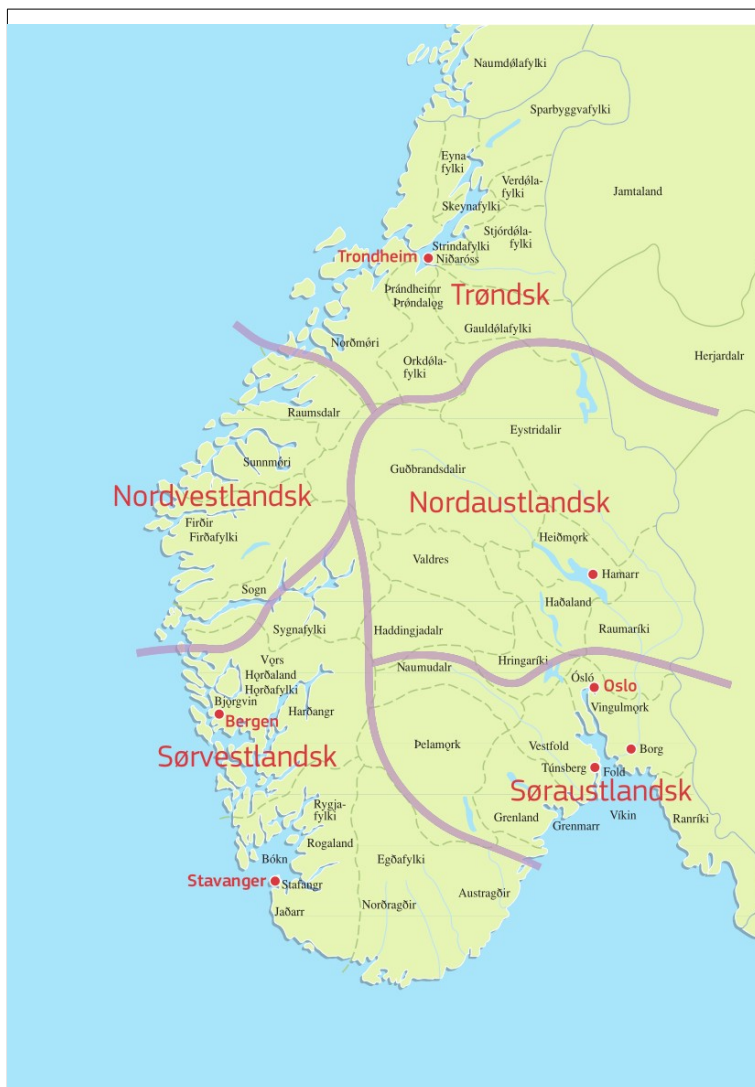 Naumdǿlafylki
Sparbyggvafylki
Eyna
fylki
Verdǿla-
fylki
Jamtaland
Skeynafylki
Stjórdǿla-
fylki
Strindafylki
Trondheim
Niðaróss
Þrándheimr
Þrǿndalǫg
Trøndsk
Norðmǿri
Gauldǿlafylki
Orkdǿla-
fylki
Herjardalr
Raumsdalr
Eystridalir
Sunnmǿri
Guðbrandsdalir
Nordvestlandsk
Nordaustlandsk
Firðir
Firðafylki
Heiðmǫrk
Valdres
Hamarr
Sogn
Haðaland
Sygnafylki
Haddingjadalr
Raumaríki
Vǫrs
Hringaríki
Naumudalr
Hǫrðaland
Hǫrðafylki
Ósló
Oslo
Bjǫrgvin
Harðangr
Vingulmǫrk
Bergen
Þelamǫrk
Vestfold
Borg
Sørvestlandsk
Túnsberg
Fold
Søraustlandsk
Rygja-
fylki
Grenland
Víkin
Ranríki
Grenmarr
Rogaland
Bókn
Egðafylki
Stavanger
Stafangr
Austragðir
Jaðarr
Norðragðir